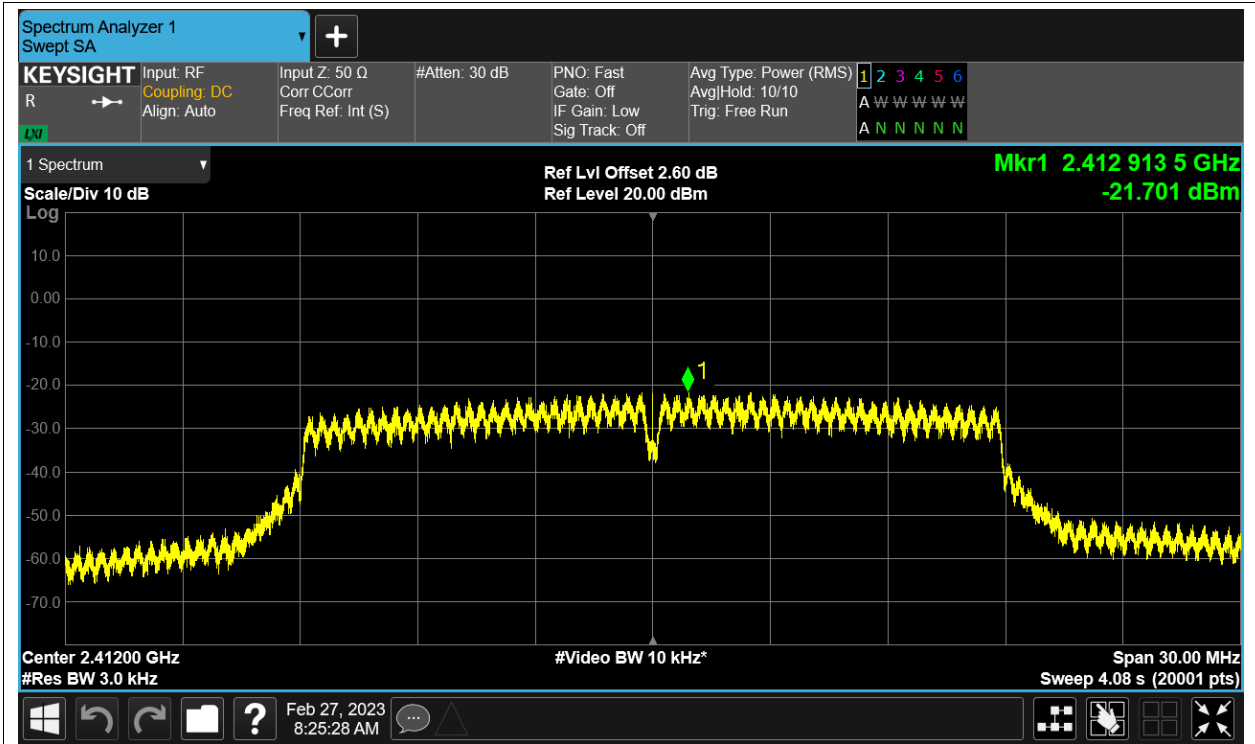 Spectrum Analyzer 1
Swept SA
KEYSIGHT
R
LXI
Input: RF
Coupling: DC
Align: Auto
Input Z: 50 Ω
Corr CCorr
Freq Ref: Int (S)
#Atten: 30 dB
PNO: Fast
Gate: Off
IF Gain: Low
Sig Track: Off
Avg Type: Power (RMS)
Avg|Hold: 10/10
Trig: Free Run
1 2 3 4 5 6
A W W W W W
A N N N N N
1 Spectrum
Scale/Div 10 dB
Log
Ref Lvl Offset 2.60 dB
Ref Level 20.00 dBm
Mkr1 2.412 913 5 GHz
-21.701 dBm
10.0
0.00
-10.0
-20.0
-30.0
-40.0
-50.0
-60.0
-70.0
1
Center 2.41200 GHz
#Res BW 3.0 kHz
#Video BW 10 kHz*
Span 30.00 MHz
Sweep 4.08 s (20001 pts)
?
Feb 27, 2023
8:25:28 AM